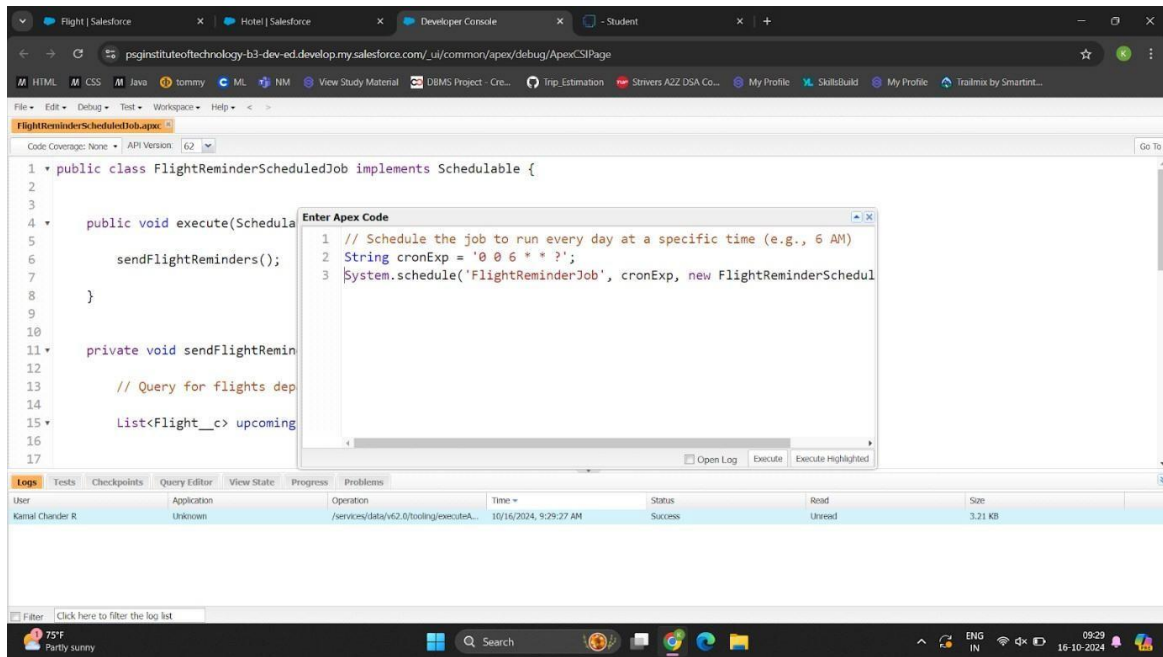 Flight | Salesforce
Hotel | Salesforce
Developer Console
- Student
psginstituteoftechnology-b3-dev-ed.develop.my.salesforce.com/_ui/common/apex/debug/ApexCSIPage
K
HTML CSS Java tommy ML NM View Study Material DBMS Project - Cre... Trip_Estimation Strivers A2Z DSA Co... My Profile SkillsBuild My Profile Trailmix by Smartint...
File Edit Debug Test Workspace Help < >
FlightReminderScheduledJob.apxc
Code Coverage: None API Version: 62 Go To
1 public class FlightReminderScheduledJob implements Schedulable {
2
3
4 public void execute(Schedula
5
6 sendFlightReminders();
7
8 }
9
10
11 private void sendFlightRemin
12
13 // Query for flights dep
14
15 List<Flight__c> upcoming
16
17
Enter Apex Code
1 // Schedule the job to run every day at a specific time (e.g., 6 AM)
2 String cronExp = '0 0 6 * * ?';
3 System.schedule('FlightReminderJob', cronExp, new FlightReminderSchedul
Open Log Execute Execute Highlighted
Logs Tests Checkpoints Query Editor View State Progress Problems
User Application Operation Time Status Read Size
Kamal Chander R Unknown /services/data/v62.0/tooling/executeA... 10/16/2024, 9:29:27 AM Success Unread 3.21 KB
Filter Click here to filter the log list
1
75°F
Partly sunny
Search
ENG
IN
09:29
16-10-2024